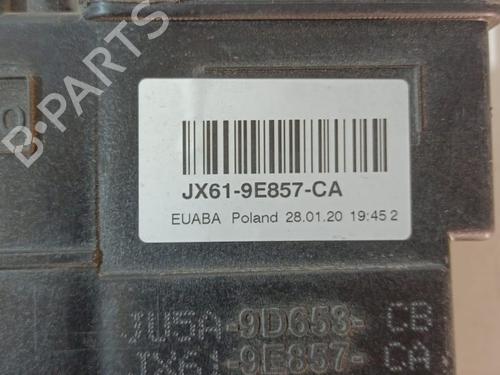 B-PARTS
JX61-9E857-CA
EUABA Poland 28.01.20 19:45 2
JU5A-9D653- CB
JX61-9E857- CA